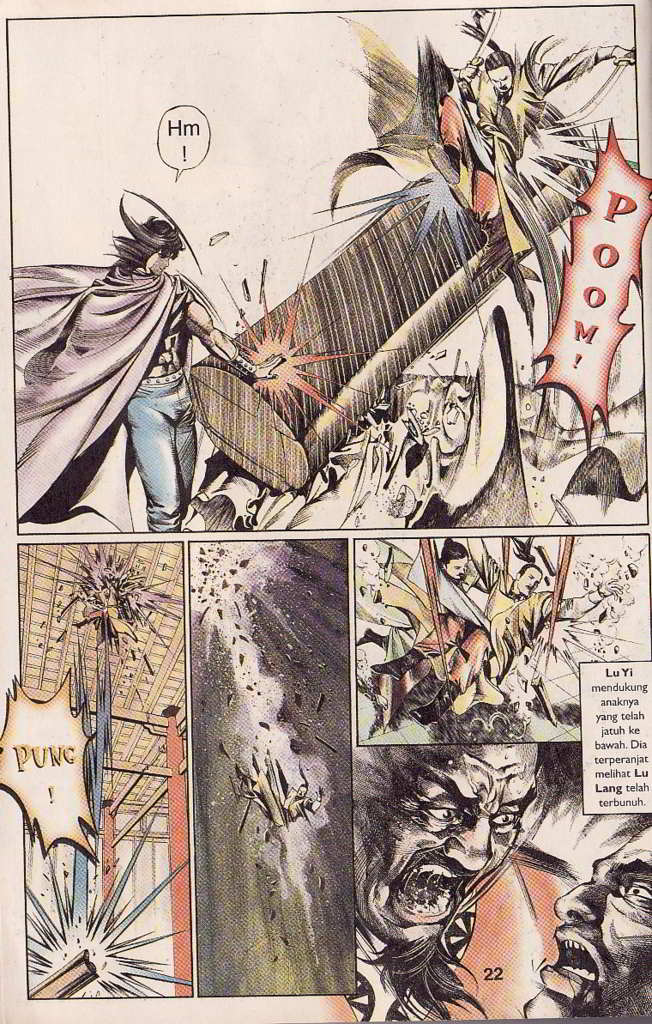 Hm
!
POOM!
PUNG
!
Lu Yi
mendukung
anaknya
yang telah
jatuh ke
bawah. Dia
terperanjat
melihat Lu
Lang telah
terbunuh.
22